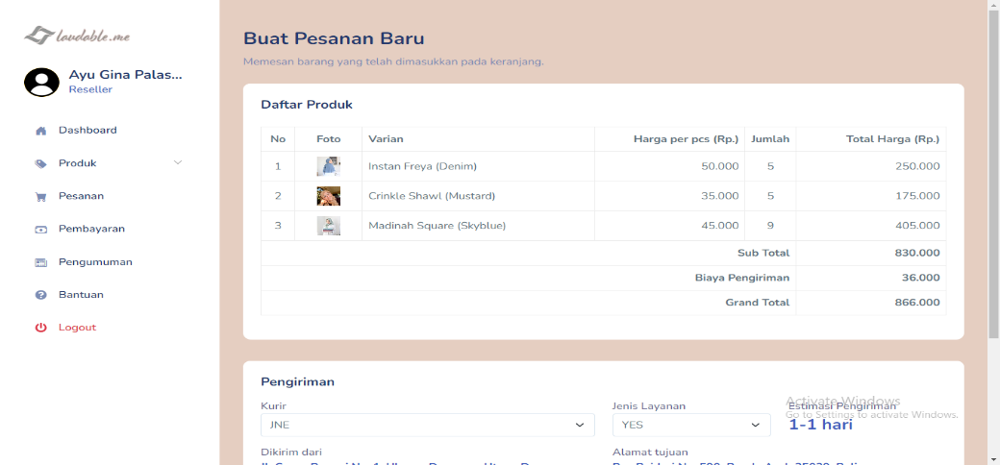 laudable.me
Ayu Gina Palas...
Reseller
Dashboard
Produk
Pesanan
Pembayaran
Pengumuman
Bantuan
Logout
Buat Pesanan Baru
Memesan barang yang telah dimasukkan pada keranjang.
Daftar Produk
No Foto Varian Harga per pcs (Rp.) Jumlah Total Harga (Rp.)
1 Instan Freya (Denim) 50.000 5 250.000
2 Crinkle Shawl (Mustard) 35.000 5 175.000
3 Madinah Square (Skyblue) 45.000 9 405.000
Sub Total 830.000
Biaya Pengiriman 36.000
Grand Total 866.000
Pengiriman
Kurir Jenis Layanan Estimasi Pengiriman
JNE YES 1-1 hari
Activate Windows
Go to Settings to activate Windows.
Dikirim dari Alamat tujuan